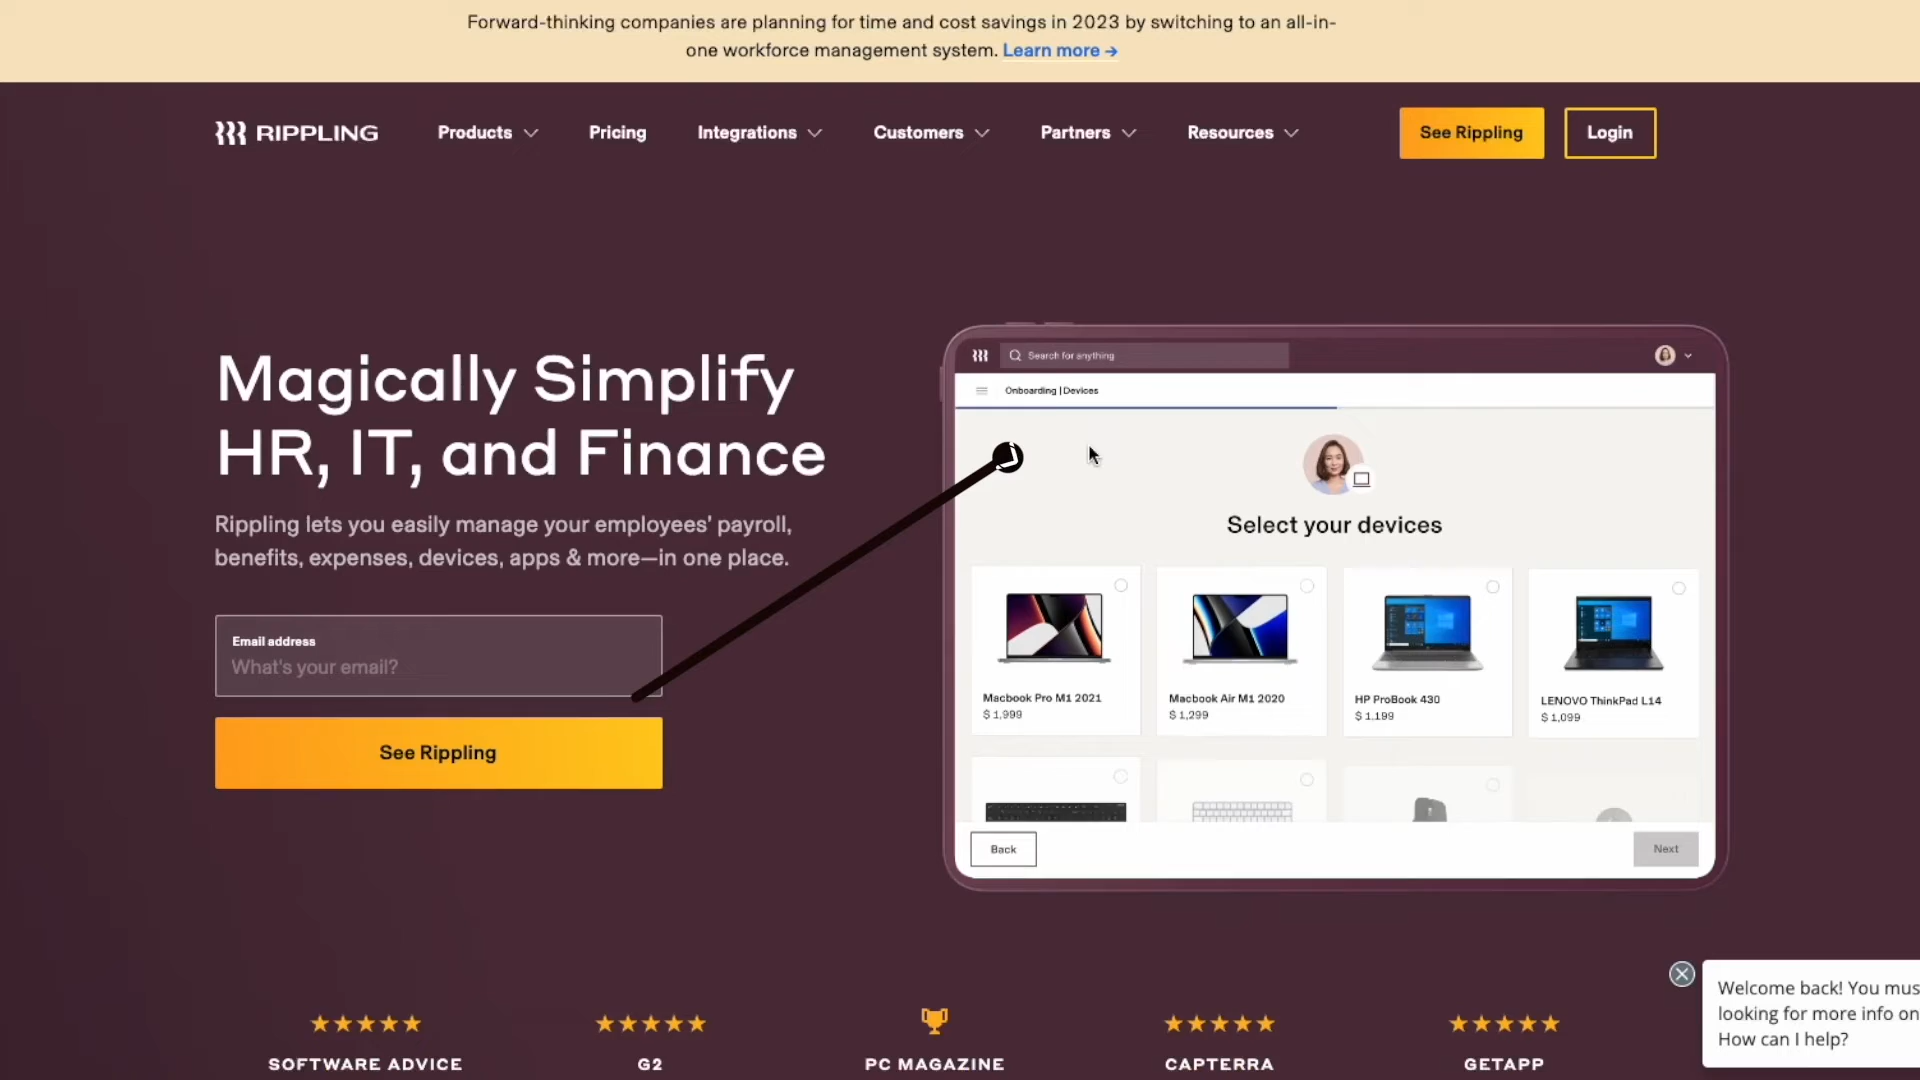 Forward-thinking companies are planning for time and cost savings in 2023 by switching to an all-in-
one workforce management system. Learn more →
RIPPLING
Products
Pricing
Integrations
Customers
Partners
Resources
See Rippling
Login
Magically Simplify
HR, IT, and Finance
Rippling lets you easily manage your employees' payroll,
benefits, expenses, devices, apps & more—in one place.
Email address
What's your email?
See Rippling
Search for anything
Onboarding | Devices
Select your devices
Macbook Pro M1 2021
$ 1,999
Macbook Air M1 2020
$ 1,299
HP ProBook 430
$ 1,199
LENOVO ThinkPad L14
$ 1,099
Back
Next
SOFTWARE ADVICE
G2
PC MAGAZINE
CAPTERRA
GETAPP
Welcome back! You mus
looking for more info on
How can I help?